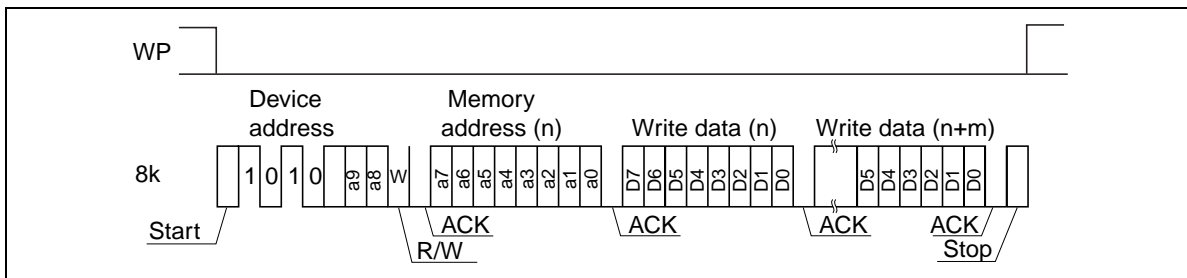 WP
Device Memory
address address (n) Write data (n) Write data (n+m)
8k 1 0 1 0 a9 a8 W a7 a6 a5 a4 a3 a2 a1 a0 D7 D6 D5 D4 D3 D2 D1 D0 D5 D4 D3 D2 D1 D0
Start ACK ACK ACK ACK
R/W Stop